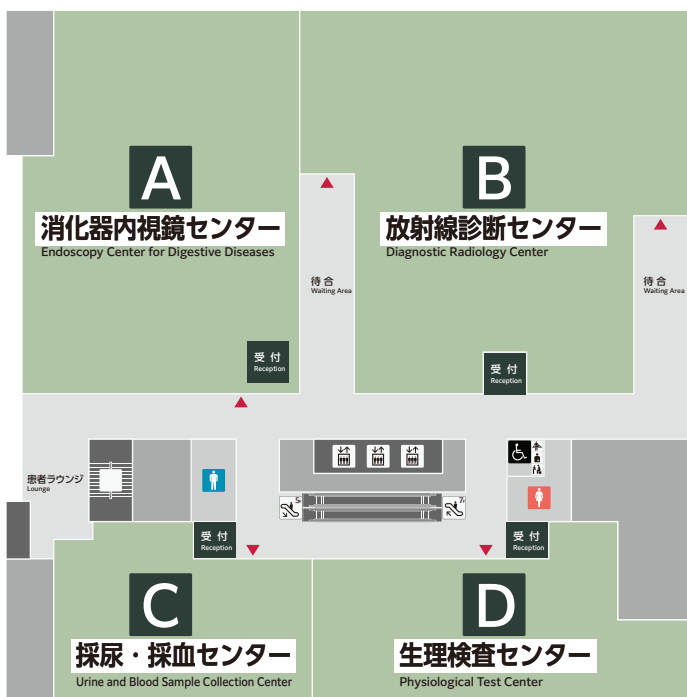 A
消化器内視鏡センター
Endoscopy Center for Digestive Diseases
B
放射線診断センター
Diagnostic Radiology Center
待合
Waiting Area
待合
Waiting Area
受付
Reception
受付
Reception
患者ラウンジ
Lounge
5
7
受付
Reception
受付
Reception
C
採尿・採血センター
Urine and Blood Sample Collection Center
D
生理検査センター
Physiological Test Center